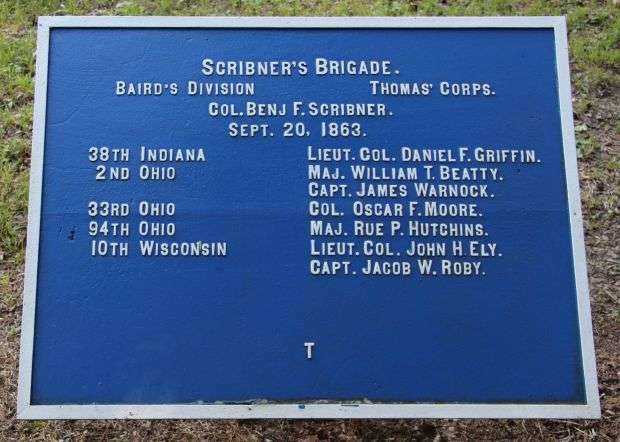 Scribner's Brigade.
Baird's Division Thomas' Corps.
Col. Benj F. Scribner.
Sept. 20, 1863.
38th Indiana Lieut. Col. Daniel F. Griffin.
2nd Ohio Maj. William T. Beatty.
Capt. James Warnock.
33rd Ohio Col. Oscar F. Moore.
94th Ohio Maj. Rue P. Hutchins.
10th Wisconsin Lieut. Col. John H. Ely.
Capt. Jacob W. Roby.
T